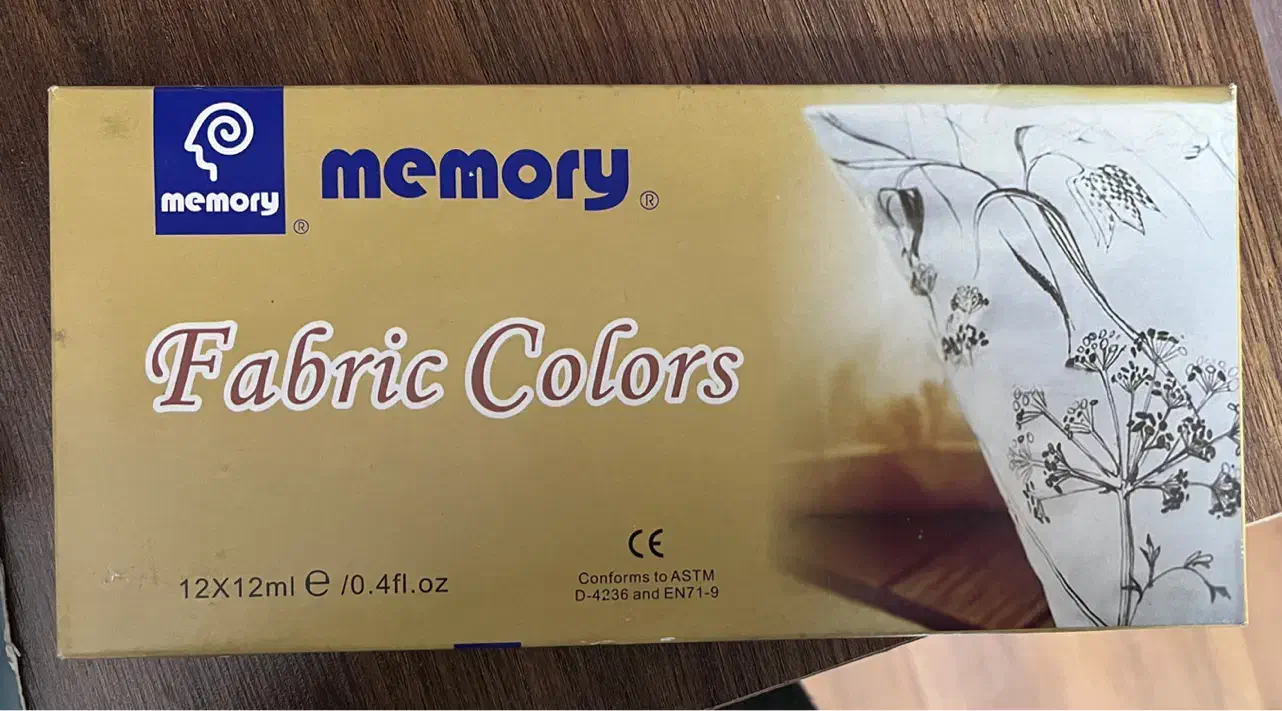 memory
®
memory ®
Fabric Colors
12X12ml ℮ /0.4fl.oz
CE
Conforms to ASTM
D-4236 and EN71-9